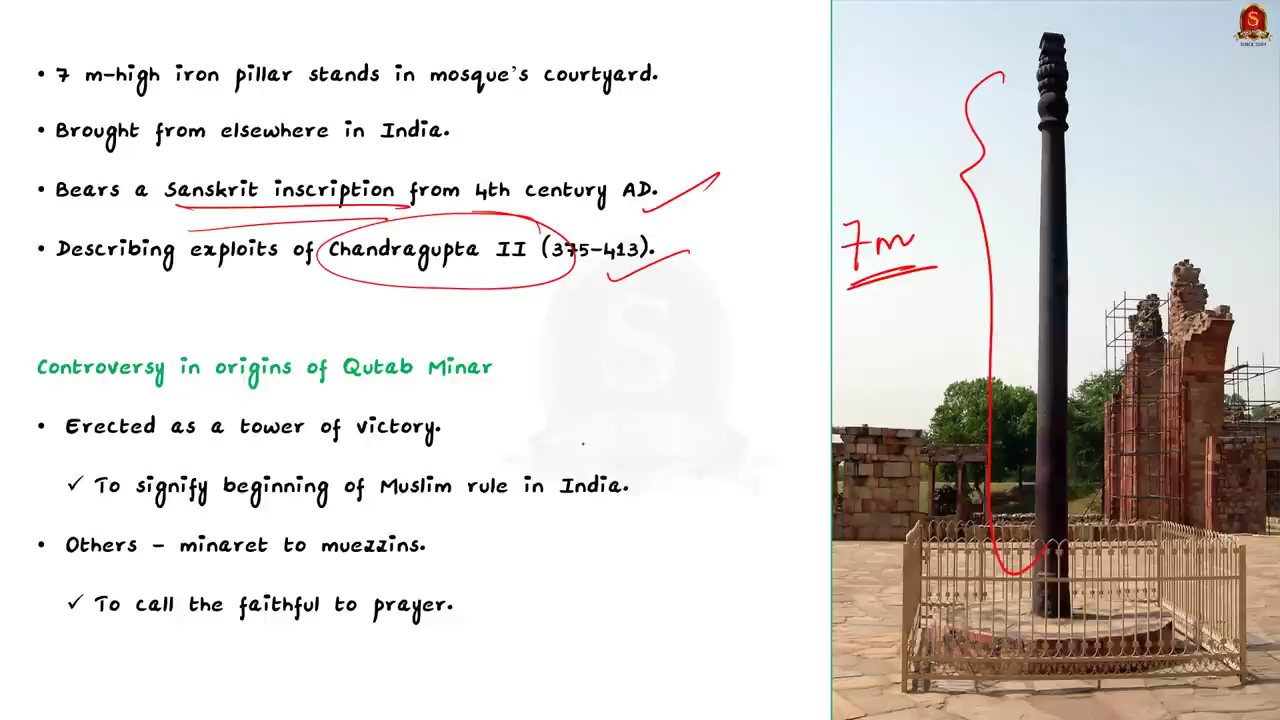 • 7 m-high iron pillar stands in mosque's courtyard.
• Brought from elsewhere in India.
• Bears a Sanskrit inscription from 4th century AD.
• Describing exploits of Chandragupta II (375-413).
Controversy in origins of Qutab Minar
• Erected as a tower of victory.
✓ To signify beginning of Muslim rule in India.
• Others - minaret to muezzins.
✓ To call the faithful to prayer.
7m
S
SINCE 2004
S